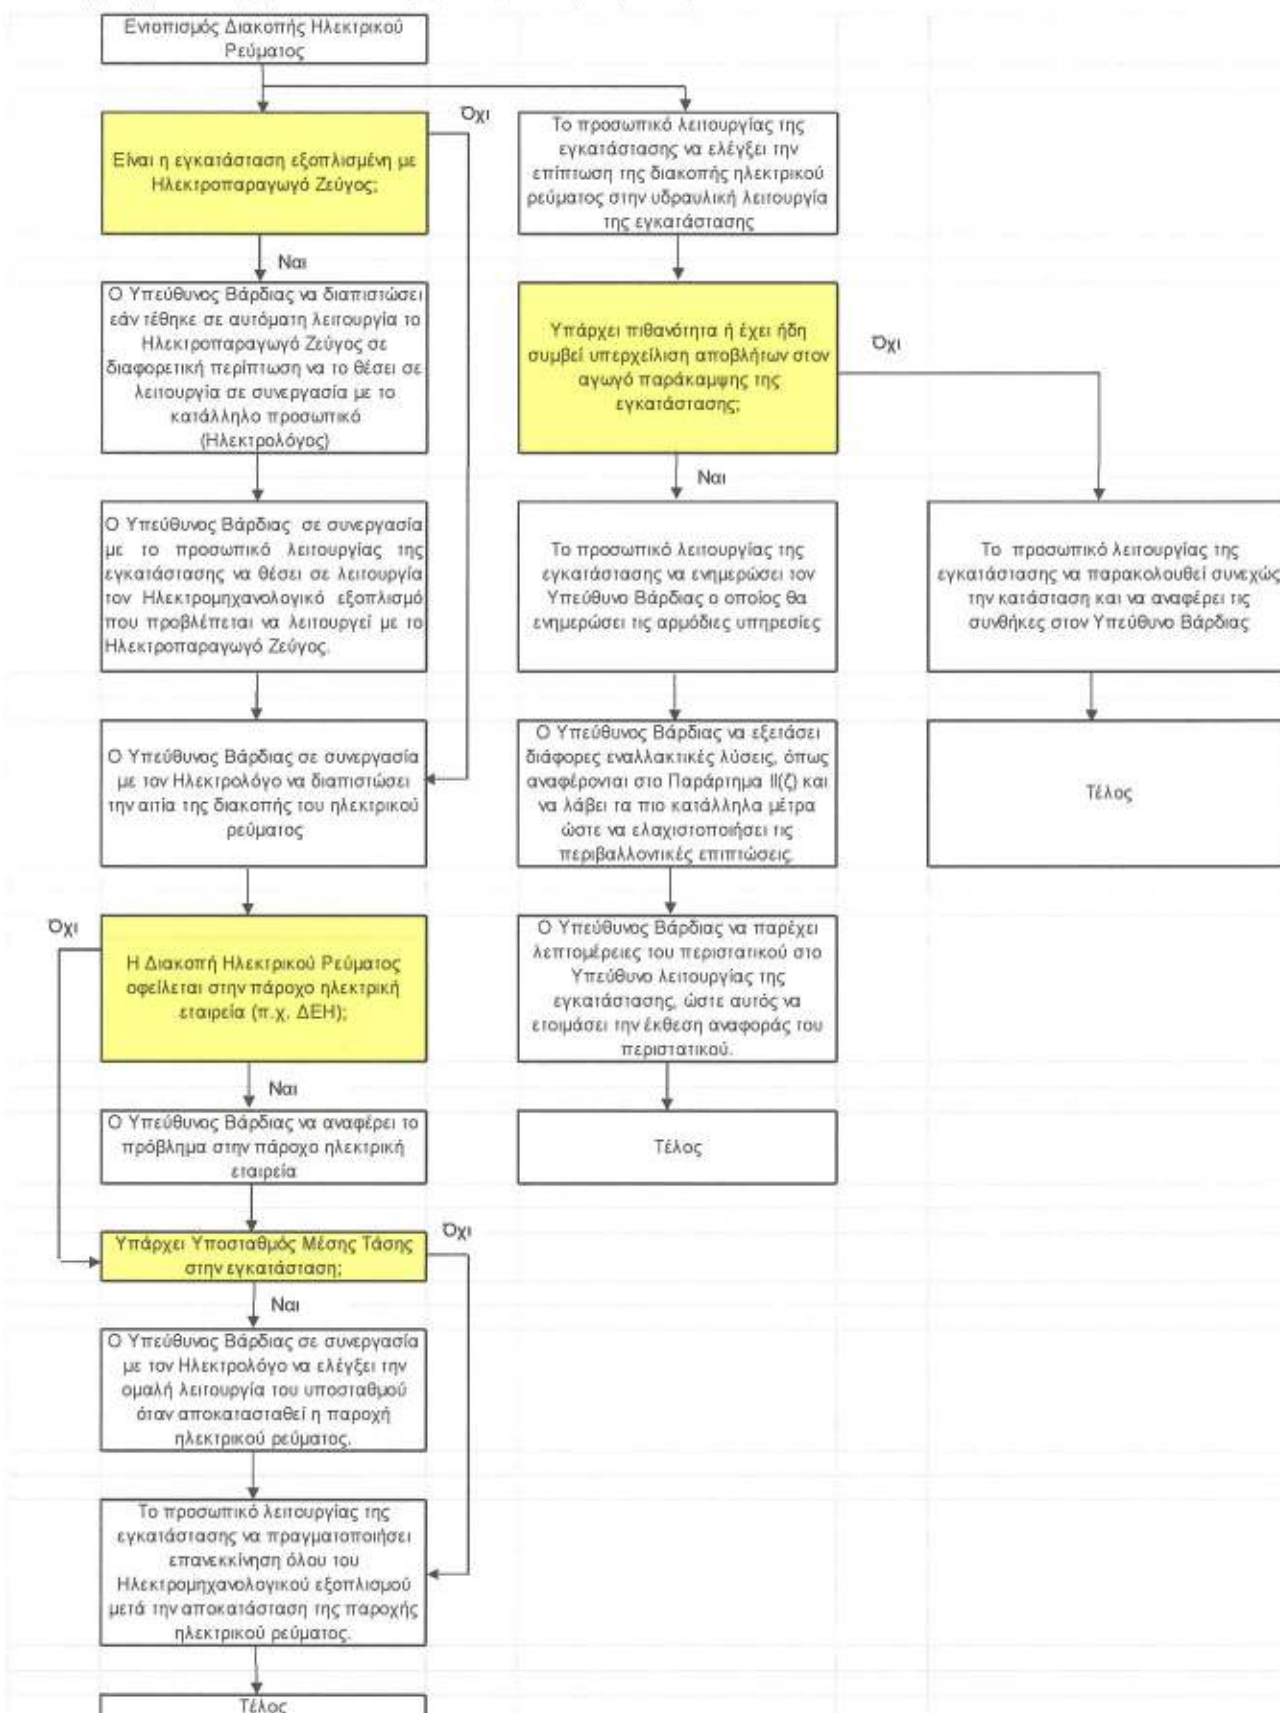 Εντοπισμός Διακοπής Ηλεκτρικού
Ρεύματος
Είναι η εγκατάσταση εξοπλισμένη με
Ηλεκτροπαραγωγό Ζεύγος;
Όχι
Ναι
Ο Υπεύθυνος Βάρδιας να διαπιστώσει
εάν τέθηκε σε αυτόματη λειτουργία το
Ηλεκτροπαραγωγό Ζεύγος σε
διαφορετική περίπτωση να το θέσει σε
λειτουργία σε συνεργασία με το
κατάλληλο προσωπικό
(Ηλεκτρολόγος)
Ο Υπεύθυνος Βάρδιας σε συνεργασία
με το προσωπικό λειτουργίας της
εγκατάστασης να θέσει σε λειτουργία
τον Ηλεκτρομηχανολογικό εξοπλισμό
που προβλέπεται να λειτουργεί με το
Ηλεκτροπαραγωγό Ζεύγος.
Ο Υπεύθυνος Βάρδιας σε συνεργασία
με τον Ηλεκτρολόγο να διαπιστώσει
την αιτία της διακοπής του ηλεκτρικού
ρεύματος
Όχι
Η Διακοπή Ηλεκτρικού Ρεύματος
οφείλεται στην πάροχο ηλεκτρική
εταιρεία (π.χ. ΔΕΗ);
Ναι
Ο Υπεύθυνος Βάρδιας να αναφέρει το
πρόβλημα στην πάροχο ηλεκτρική
εταιρεία
Υπάρχει Υποσταθμός Μέσης Τάσης
στην εγκατάσταση;
Όχι
Ναι
Ο Υπεύθυνος Βάρδιας σε συνεργασία
με τον Ηλεκτρολόγο να ελέγξει την
ομαλή λειτουργία του υποσταθμού
όταν αποκατασταθεί η παροχή
ηλεκτρικού ρεύματος.
Το προσωπικό λειτουργίας της
εγκατάστασης να πραγματοποιήσει
επανεκκίνηση όλου του
Ηλεκτρομηχανολογικού εξοπλισμού
μετά την αποκατάσταση της παροχής
ηλεκτρικού ρεύματος.
Τέλος
Το προσωπικό λειτουργίας της
εγκατάστασης να ελέγξει την
επίπτωση της διακοπής ηλεκτρικού
ρεύματος στην υδραυλική λειτουργία
της εγκατάστασης
Υπάρχει πιθανότητα ή έχει ήδη
συμβεί υπερχείλιση αποβλήτων στον
αγωγό παράκαμψης της
εγκατάστασης;
Όχι
Ναι
Το προσωπικό λειτουργίας της
εγκατάστασης να ενημερώσει τον
Υπεύθυνο Βάρδιας ο οποίος θα
ενημερώσει τις αρμόδιες υπηρεσίες
Ο Υπεύθυνος Βάρδιας να εξετάσει
διάφορες εναλλακτικές λύσεις, όπως
αναφέρονται στο Παράρτημα ΙΙ(ζ) και
να λάβει τα πιο κατάλληλα μέτρα
ώστε να ελαχιστοποιήσει τις
περιβαλλοντικές επιπτώσεις.
Ο Υπεύθυνος Βάρδιας να παρέχει
λεπτομέρειες του περιστατικού στο
Υπεύθυνο λειτουργίας της
εγκατάστασης, ώστε αυτός να
ετοιμάσει την έκθεση αναφοράς του
περιστατικού.
Τέλος
Το προσωπικό λειτουργίας της
εγκατάστασης να παρακολουθεί συνεχώς
την κατάσταση και να αναφέρει τις
συνθήκες στον Υπεύθυνο Βάρδιας
Τέλος